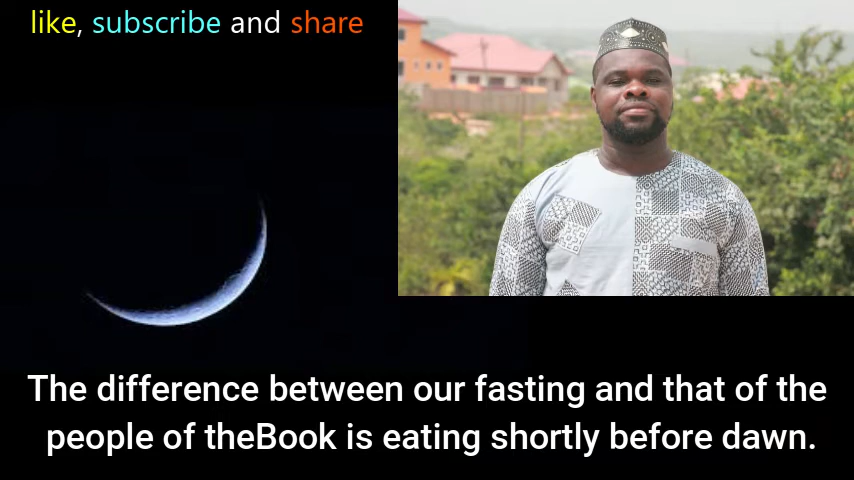 like, subscribe and share
The difference between our fasting and that of the
people of theBook is eating shortly before dawn.